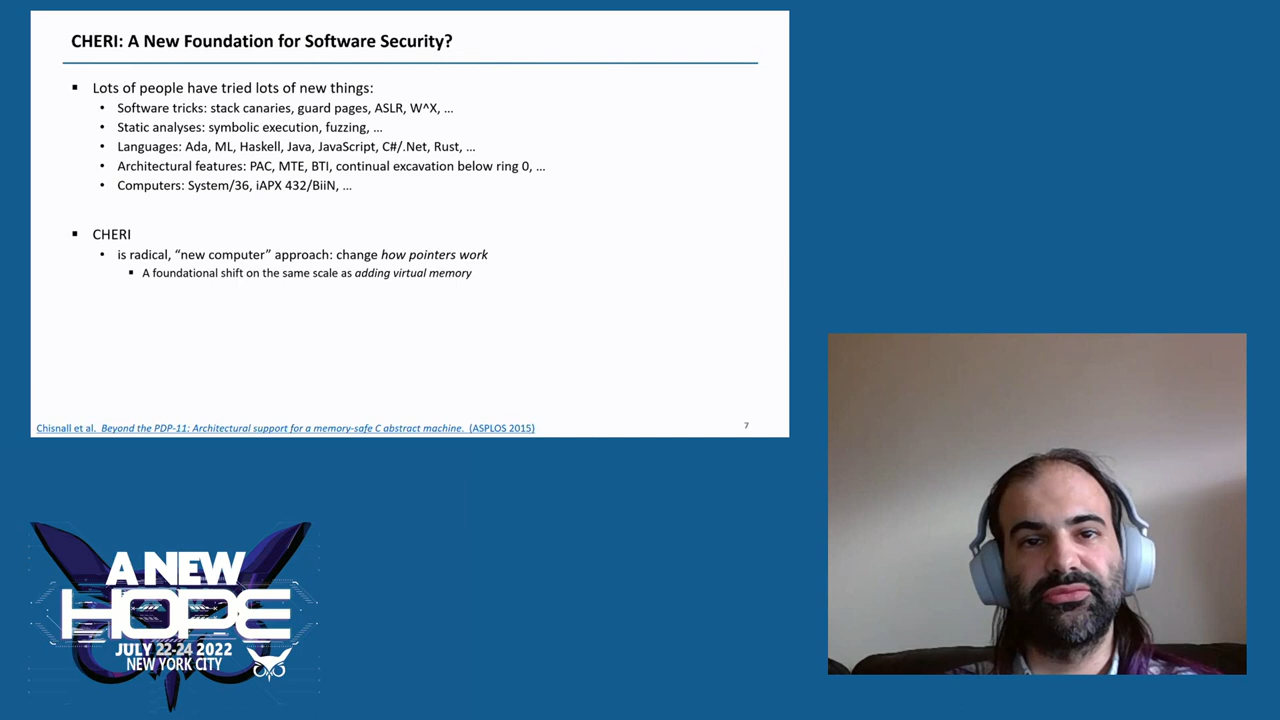 CHERI: A New Foundation for Software Security?
▪ Lots of people have tried lots of new things:
• Software tricks: stack canaries, guard pages, ASLR, W^X, ...
• Static analyses: symbolic execution, fuzzing, ...
• Languages: Ada, ML, Haskell, Java, JavaScript, C#/.Net, Rust, ...
• Architectural features: PAC, MTE, BTI, continual excavation below ring 0, ...
• Computers: System/36, iAPX 432/BiiN, ...
▪ CHERI
• is radical, “new computer” approach: change how pointers work
▪ A foundational shift on the same scale as adding virtual memory
Chisnall et al. Beyond the PDP-11: Architectural support for a memory-safe C abstract machine. (ASPLOS 2015)
7
A NEW
HOPE
JULY 22-24 2022
NEW YORK CITY